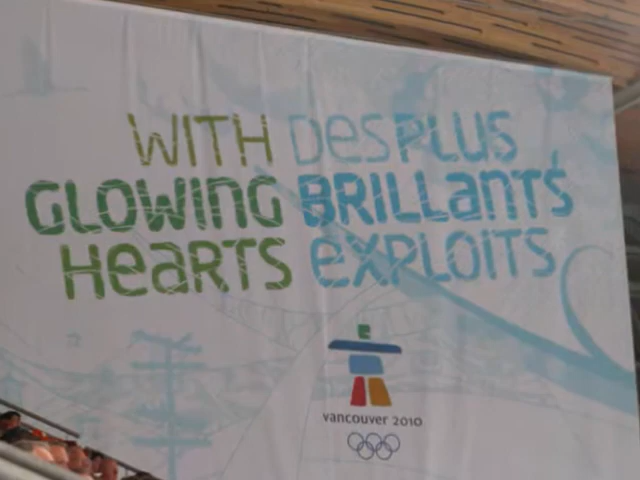 WITH DES PLUS
GLOWING BRILLANTS
HEARTS EXPLOITS
vancouver 2010